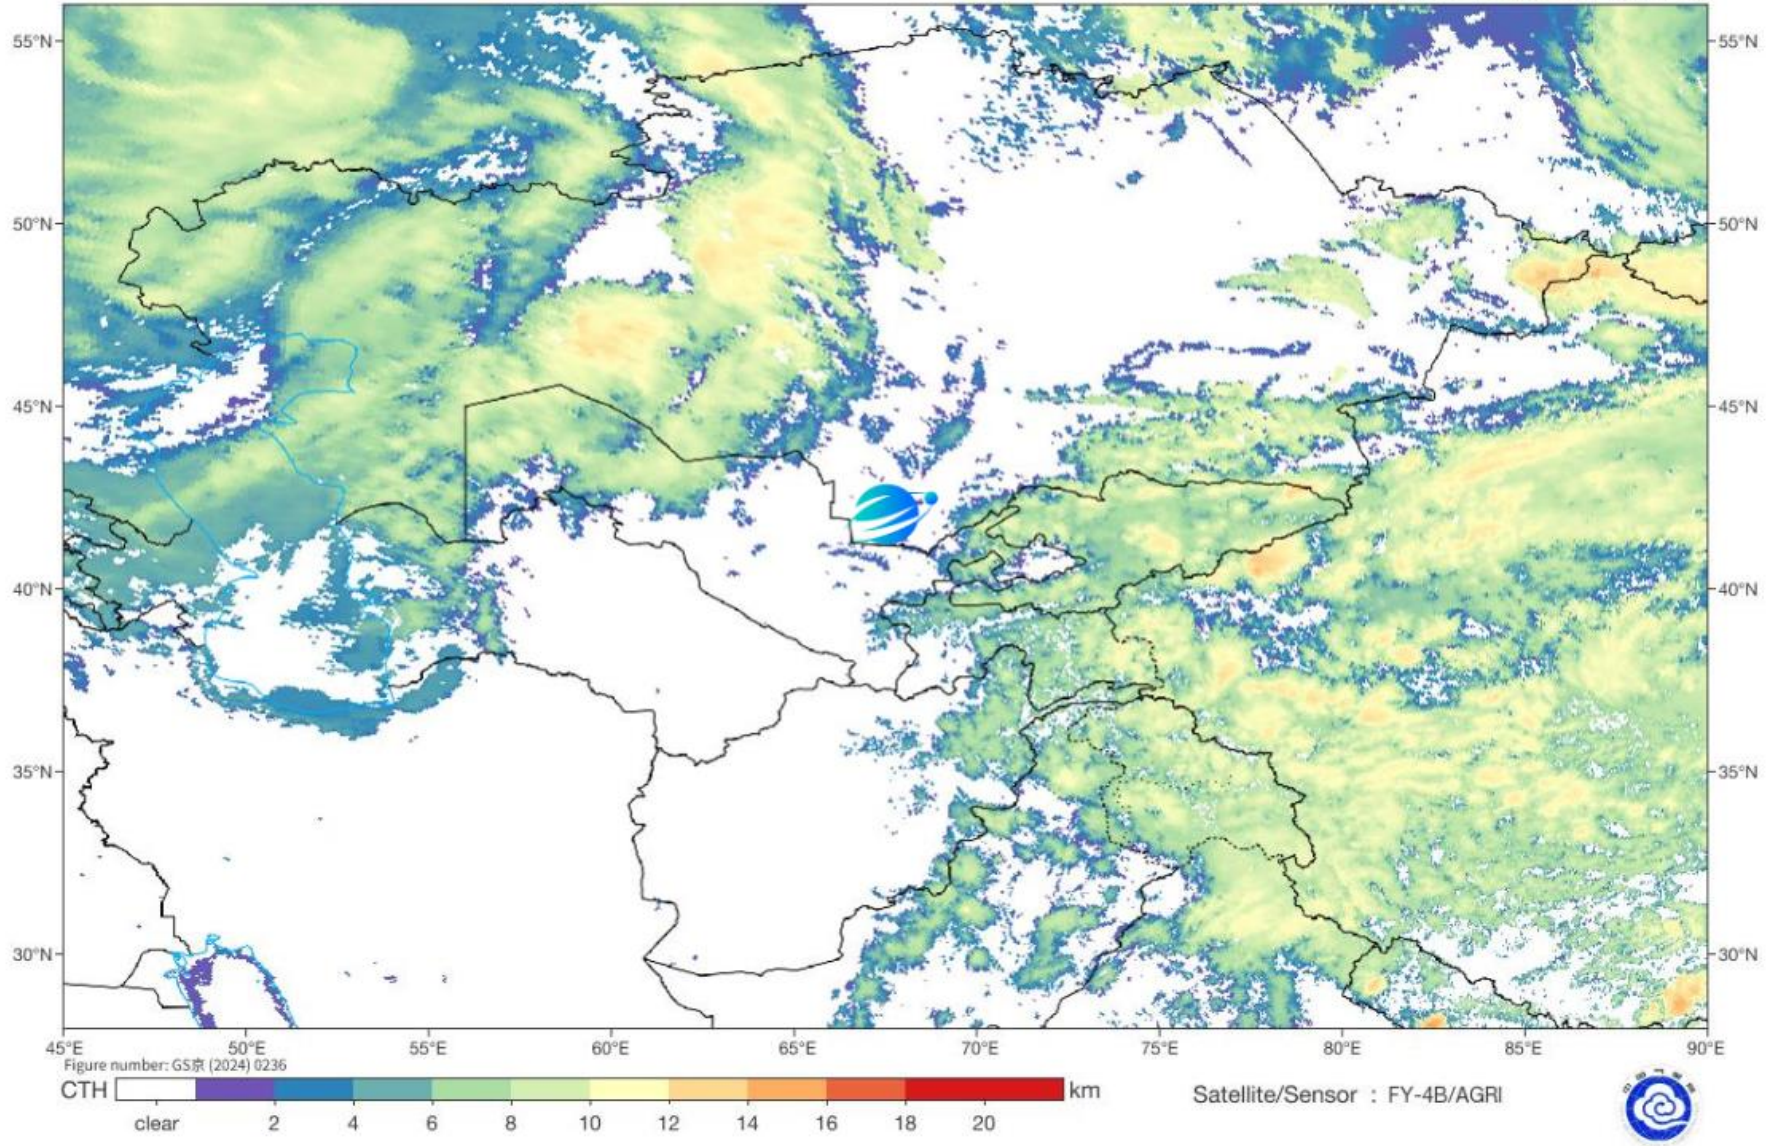 55°N 55°N
50°N 50°N
45°N 45°N
40°N 40°N
35°N 35°N
30°N 30°N
45°E 50°E 55°E 60°E 65°E 70°E 75°E 80°E 85°E 90°E
Figure number: GS京 (2024) 0236
CTH km
clear 2 4 6 8 10 12 14 16 18 20
Satellite/Sensor : FY-4B/AGRI